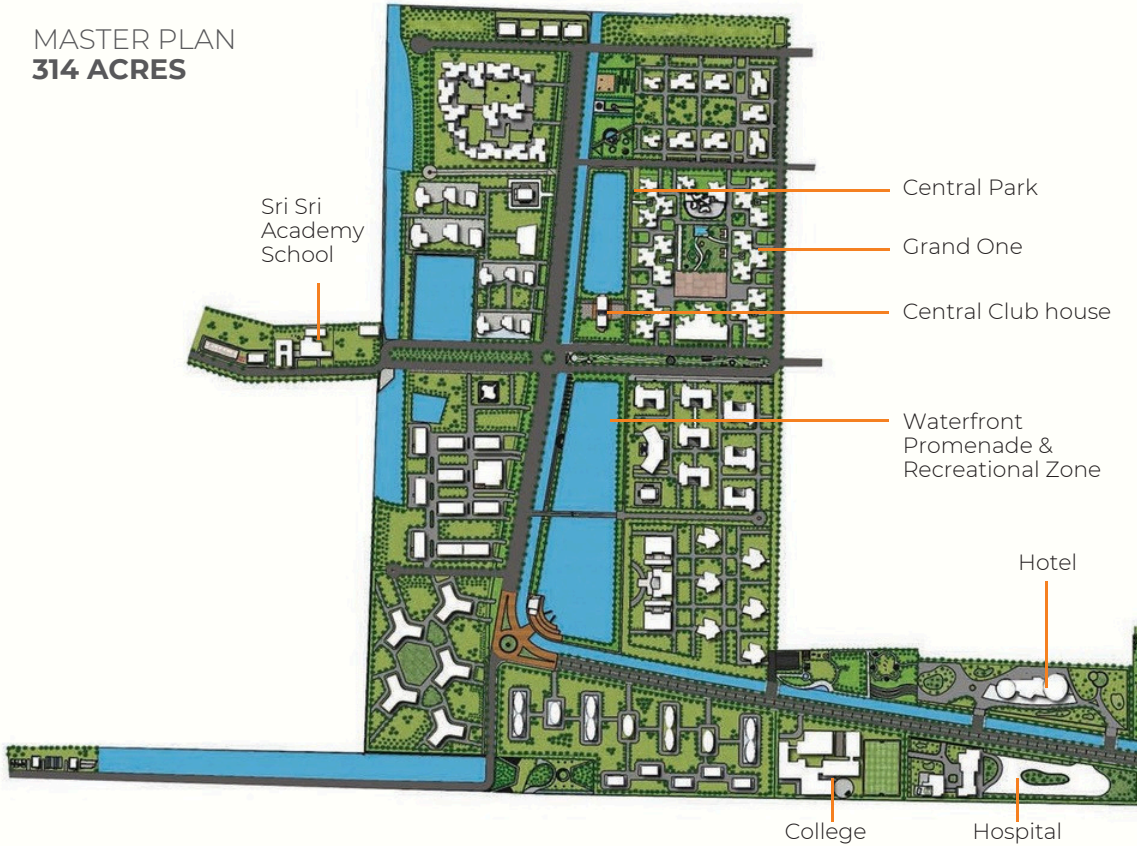 MASTER PLAN
314 ACRES
Sri Sri
Academy
School
Central Park
Grand One
Central Club house
Waterfront
Promenade &
Recreational Zone
Hotel
College
Hospital